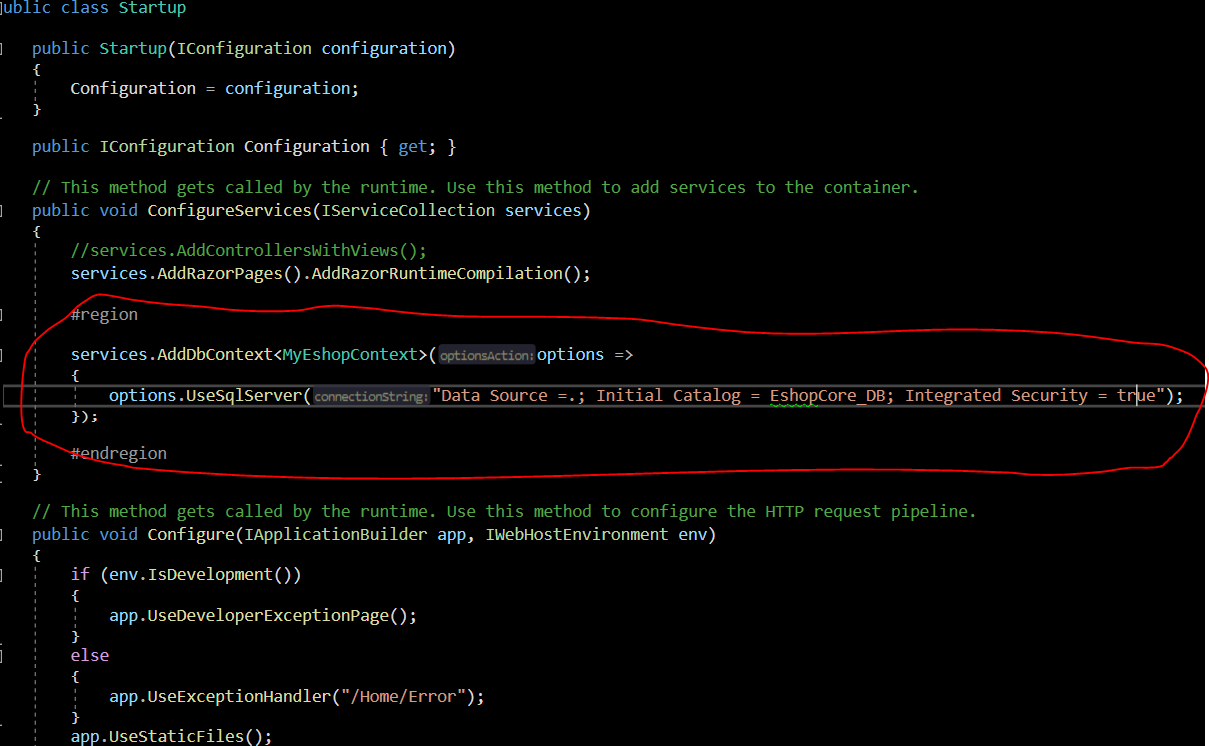 ublic class Startup
public Startup(IConfiguration configuration)
{
Configuration = configuration;
}
public IConfiguration Configuration { get; }
// This method gets called by the runtime. Use this method to add services to the container.
public void ConfigureServices(IServiceCollection services)
{
//services.AddControllersWithViews();
services.AddRazorPages().AddRazorRuntimeCompilation();
#region
services.AddDbContext<MyEshopContext>(optionsAction: options =>
{
options.UseSqlServer(connectionString: "Data Source =.; Initial Catalog = EshopCore_DB; Integrated Security = true");
});
#endregion
}
// This method gets called by the runtime. Use this method to configure the HTTP request pipeline.
public void Configure(IApplicationBuilder app, IWebHostEnvironment env)
{
if (env.IsDevelopment())
{
app.UseDeveloperExceptionPage();
}
else
{
app.UseExceptionHandler("/Home/Error");
}
app.UseStaticFiles();